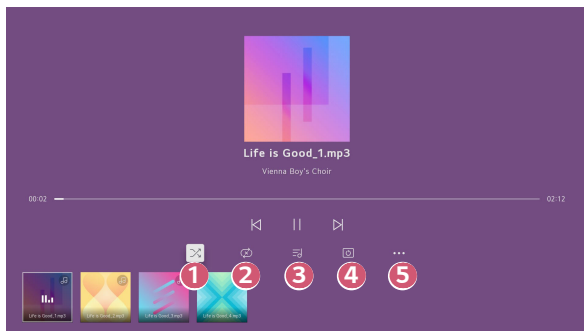 Life is Good_1.mp3
Vienna Boy's Choir
00:02
02:12
1 2 3 4 5
Life is Good_1.mp3 Life is Good_2.mp3 Life is Good_3.mp3 Life is Good_4.mp3